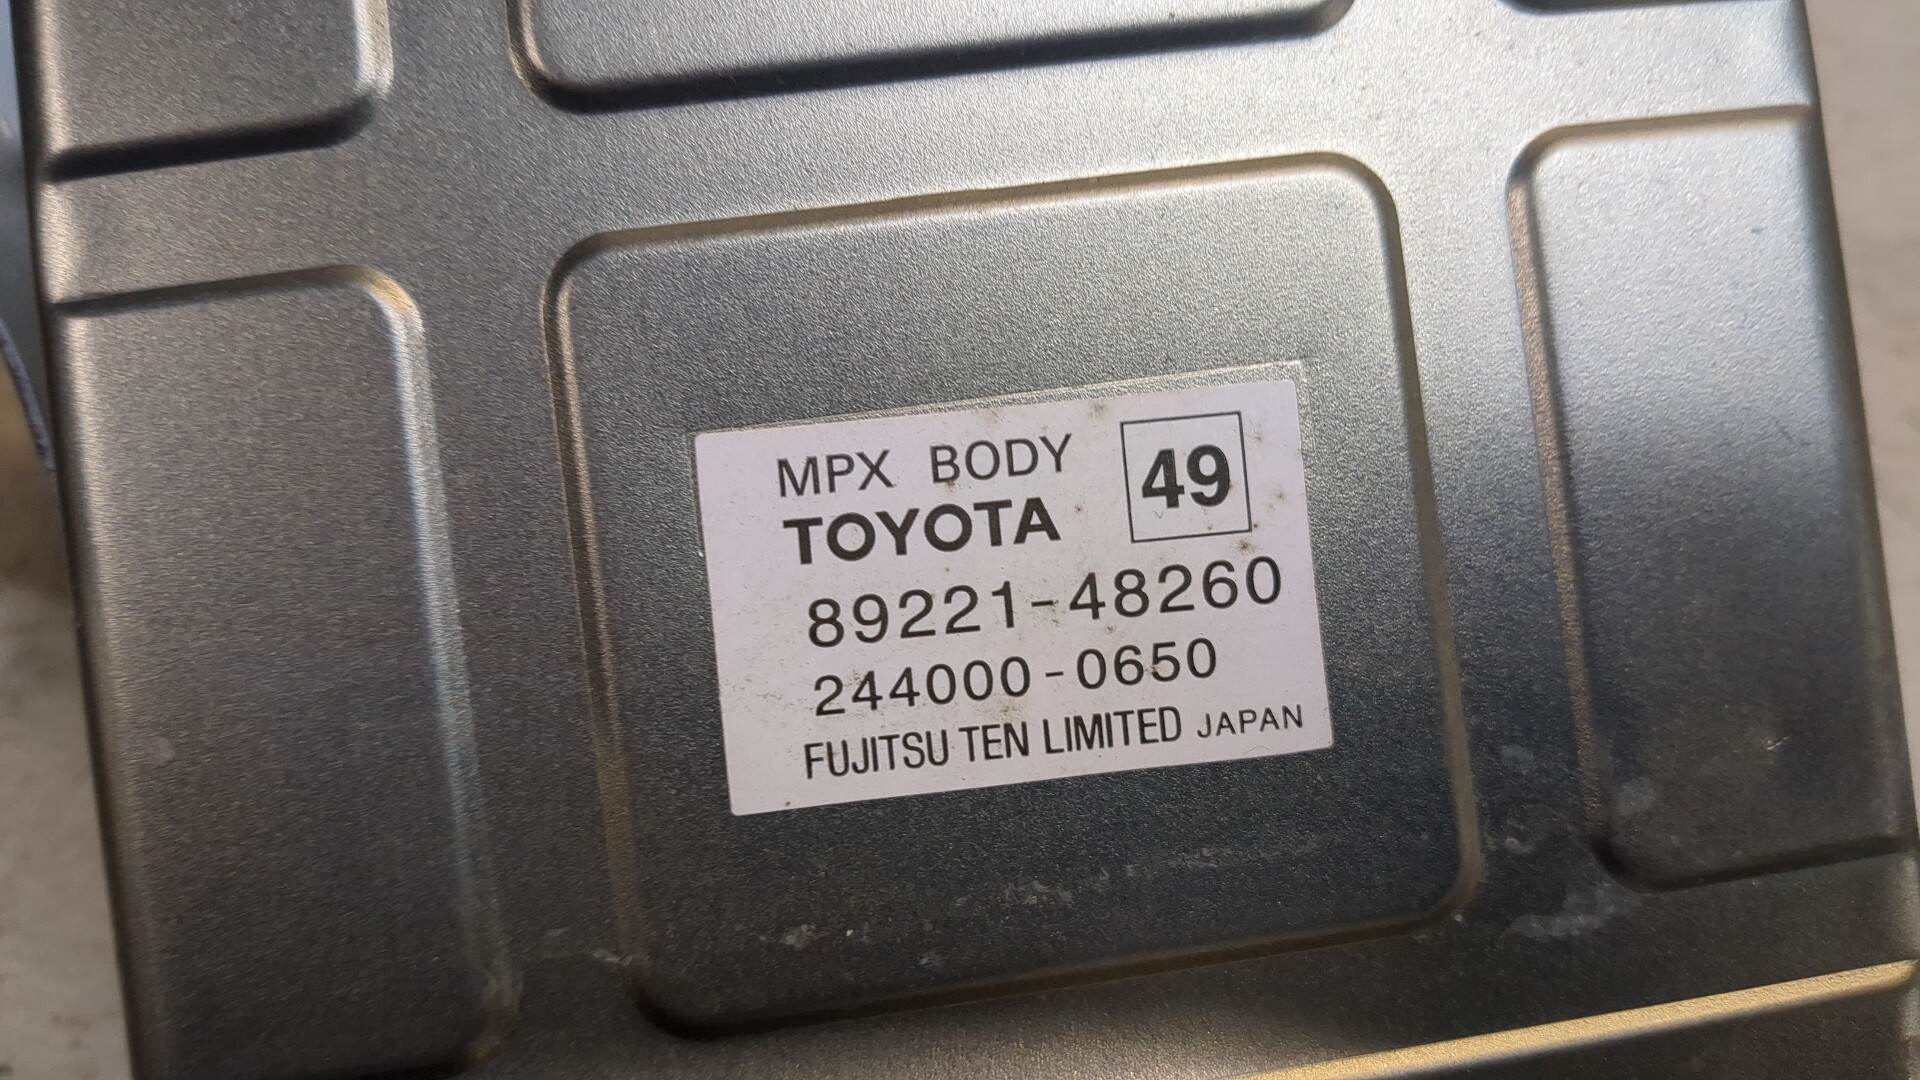 MPX BODY 49
TOYOTA
89221-48260
244000-0650
FUJITSU TEN LIMITED JAPAN